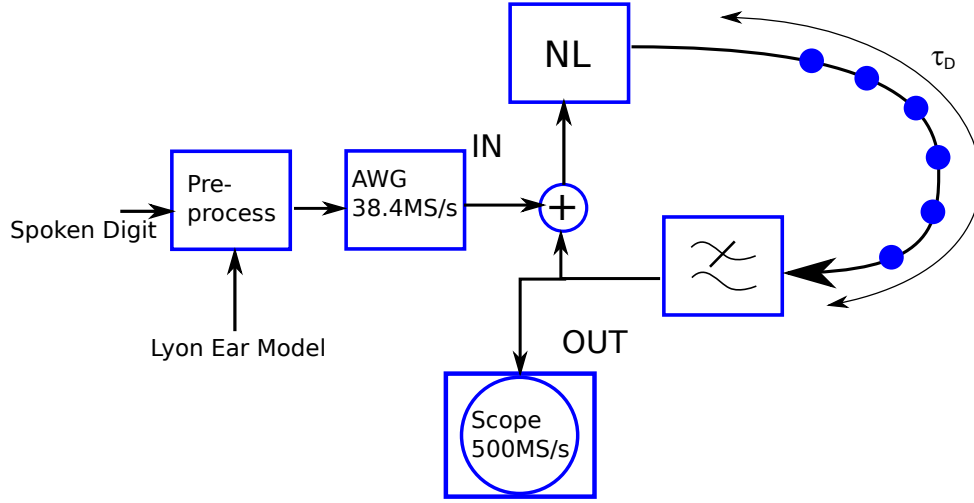 NL
τD
IN
AWG
38.4MS/s
Pre-
process
+
Spoken Digit
Lyon Ear Model
OUT
Scope
500MS/s